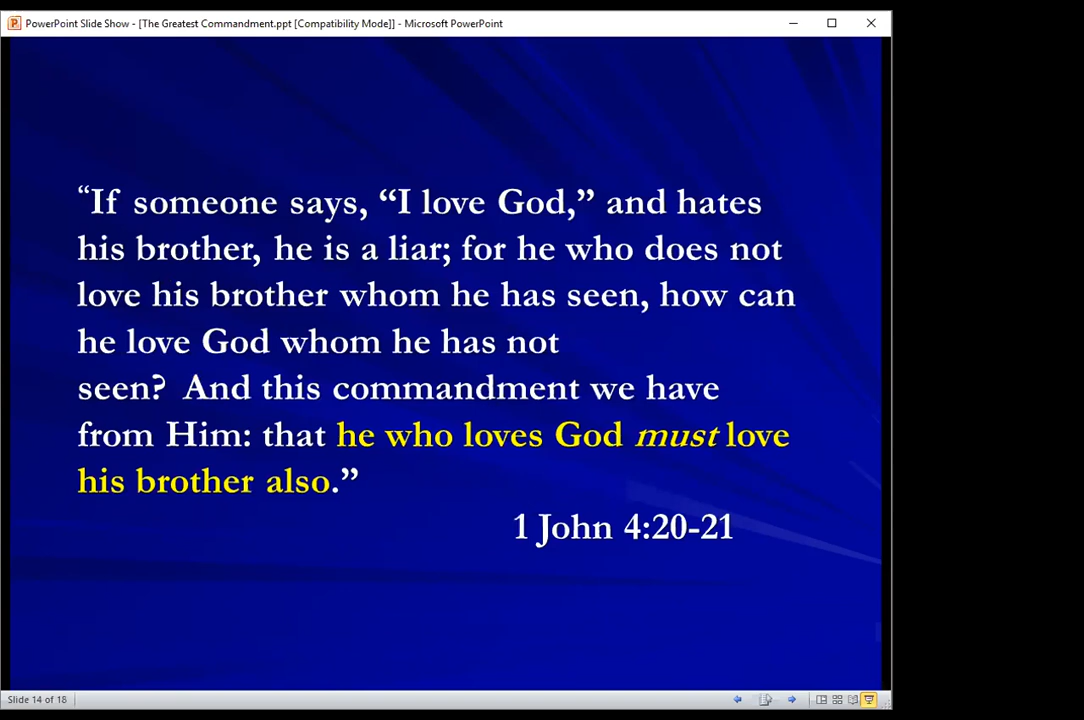 PowerPoint Slide Show - [The Greatest Commandment.ppt [Compatibility Mode]] - Microsoft PowerPoint
“If someone says, “I love God,” and hates
his brother, he is a liar; for he who does not
love his brother whom he has seen, how can
he love God whom he has not
seen?  And this commandment we have
from Him: that he who loves God must love
his brother also.”
1 John 4:20-21
Slide 14 of 18